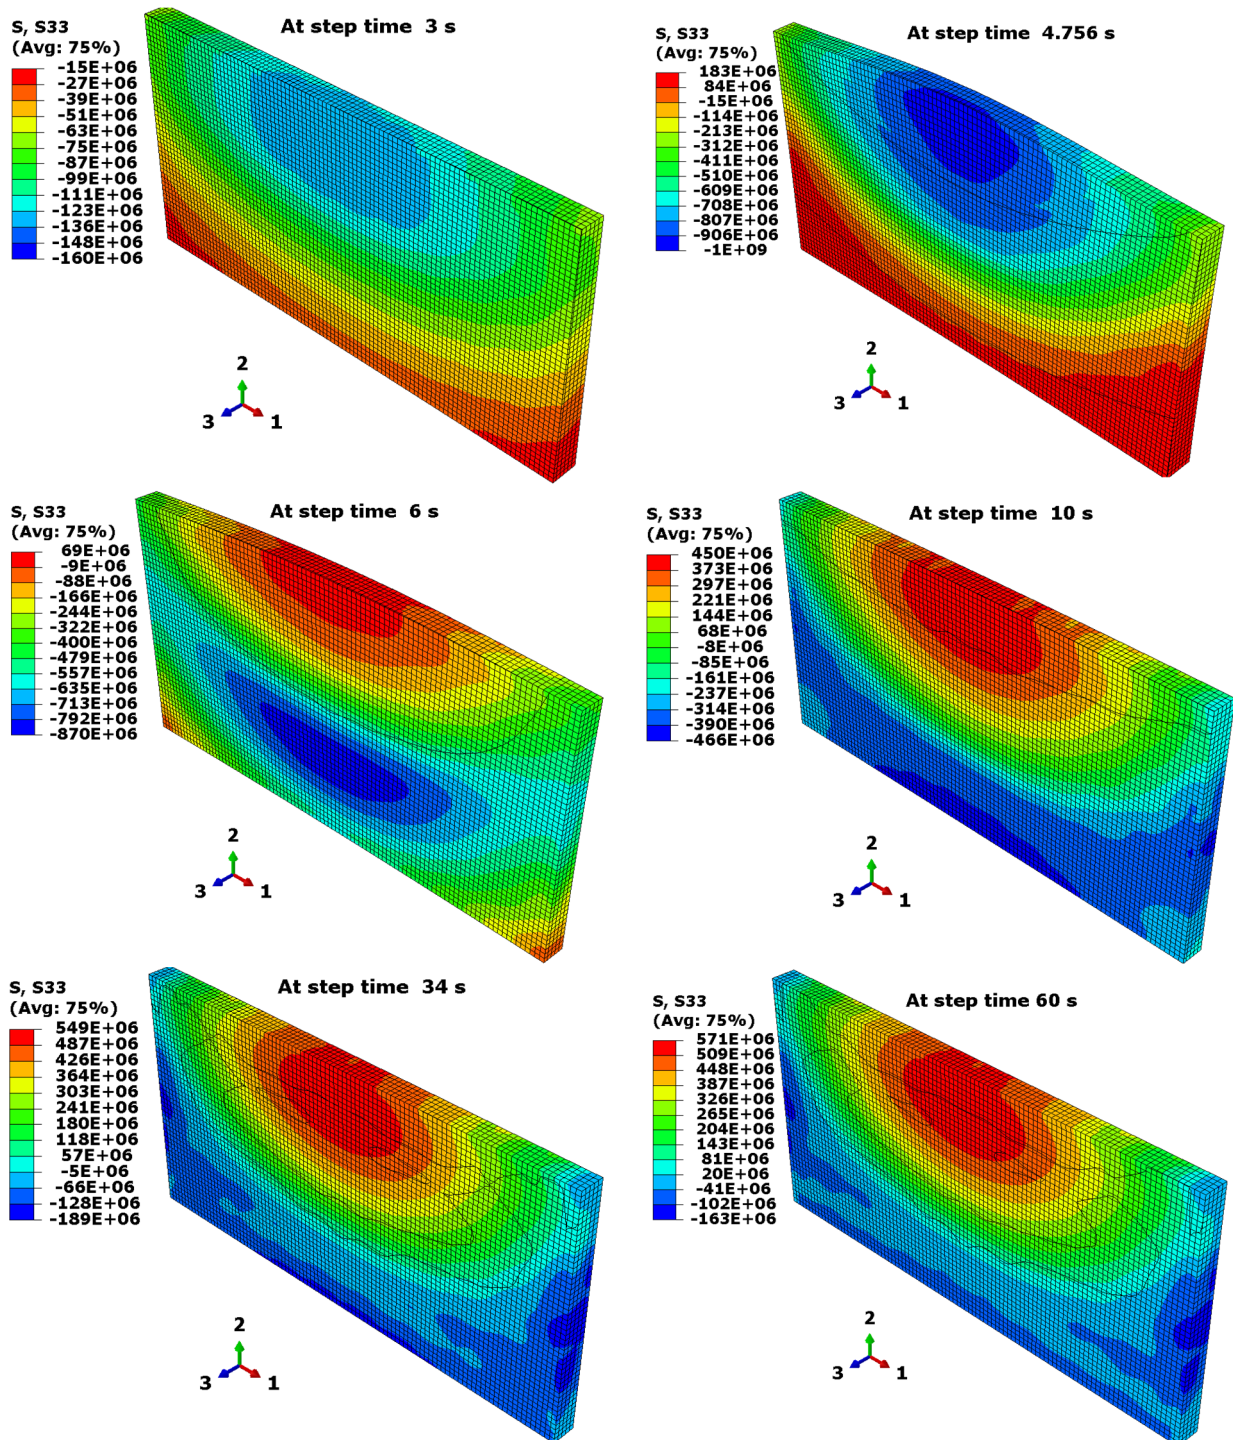 S, S33
(Avg: 75%)
At step time 3 s
-15E+06
-27E+06
-39E+06
-51E+06
-63E+06
-75E+06
-87E+06
-99E+06
-111E+06
-123E+06
-136E+06
-148E+06
-160E+06
2
3
1
S, S33
(Avg: 75%)
At step time 4.756 s
183E+06
84E+06
-15E+06
-114E+06
-213E+06
-312E+06
-411E+06
-510E+06
-609E+06
-708E+06
-807E+06
-906E+06
-1E+09
2
3
1
S, S33
(Avg: 75%)
At step time 6 s
69E+06
-9E+06
-88E+06
-166E+06
-244E+06
-322E+06
-400E+06
-479E+06
-557E+06
-635E+06
-713E+06
-792E+06
-870E+06
2
3
1
S, S33
(Avg: 75%)
At step time 10 s
450E+06
373E+06
297E+06
221E+06
144E+06
68E+06
-8E+06
-85E+06
-161E+06
-237E+06
-314E+06
-390E+06
-466E+06
2
3
1
S, S33
(Avg: 75%)
At step time 34 s
549E+06
487E+06
426E+06
364E+06
303E+06
241E+06
180E+06
118E+06
57E+06
-5E+06
-66E+06
-128E+06
-189E+06
2
3
1
S, S33
(Avg: 75%)
At step time 60 s
571E+06
509E+06
448E+06
387E+06
326E+06
265E+06
204E+06
143E+06
81E+06
20E+06
-41E+06
-102E+06
-163E+06
2
3
1